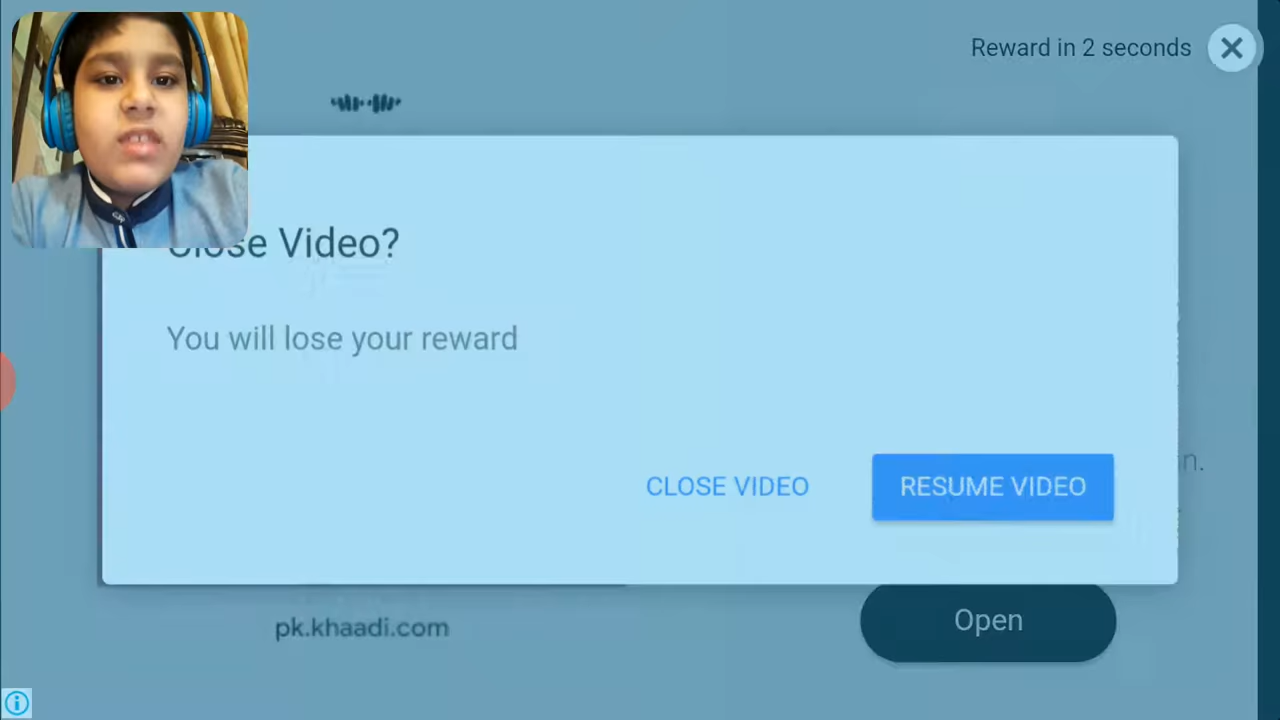 Reward in 2 seconds
Close Video?
You will lose your reward
CLOSE VIDEO
RESUME VIDEO
n.
pk.khaadi.com
Open